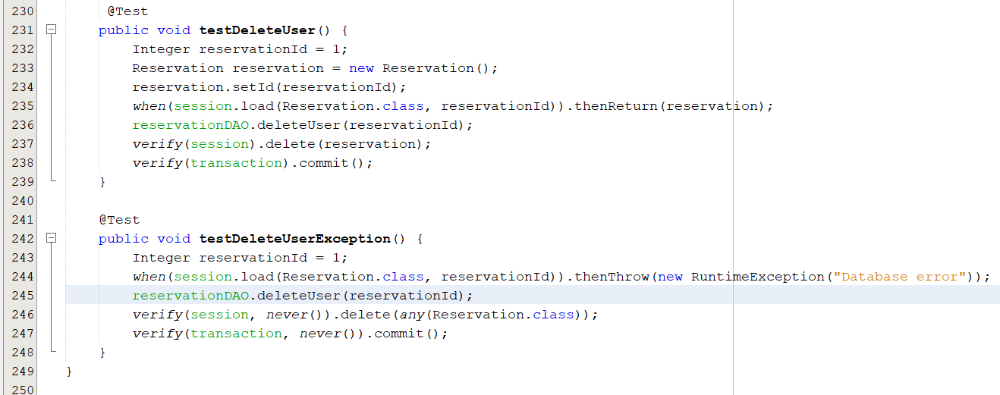 230 @Test
231 public void testDeleteUser() {
232 Integer reservationId = 1;
233 Reservation reservation = new Reservation();
234 reservation.setId(reservationId);
235 when(session.load(Reservation.class, reservationId)).thenReturn(reservation);
236 reservationDAO.deleteUser(reservationId);
237 verify(session).delete(reservation);
238 verify(transaction).commit();
239 }
240
241 @Test
242 public void testDeleteUserException() {
243 Integer reservationId = 1;
244 when(session.load(Reservation.class, reservationId)).thenThrow(new RuntimeException("Database error"));
245 reservationDAO.deleteUser(reservationId);
246 verify(session, never()).delete(any(Reservation.class));
247 verify(transaction, never()).commit();
248 }
249 }
250